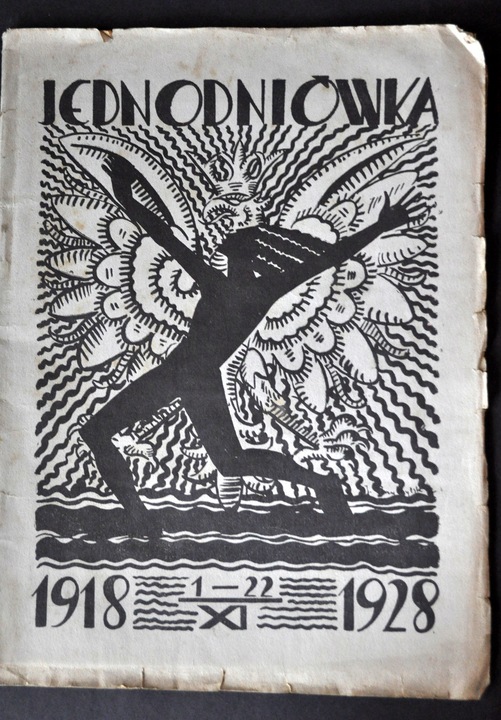 JEDNODNIÓWKA
1918 1—22 1928
XI